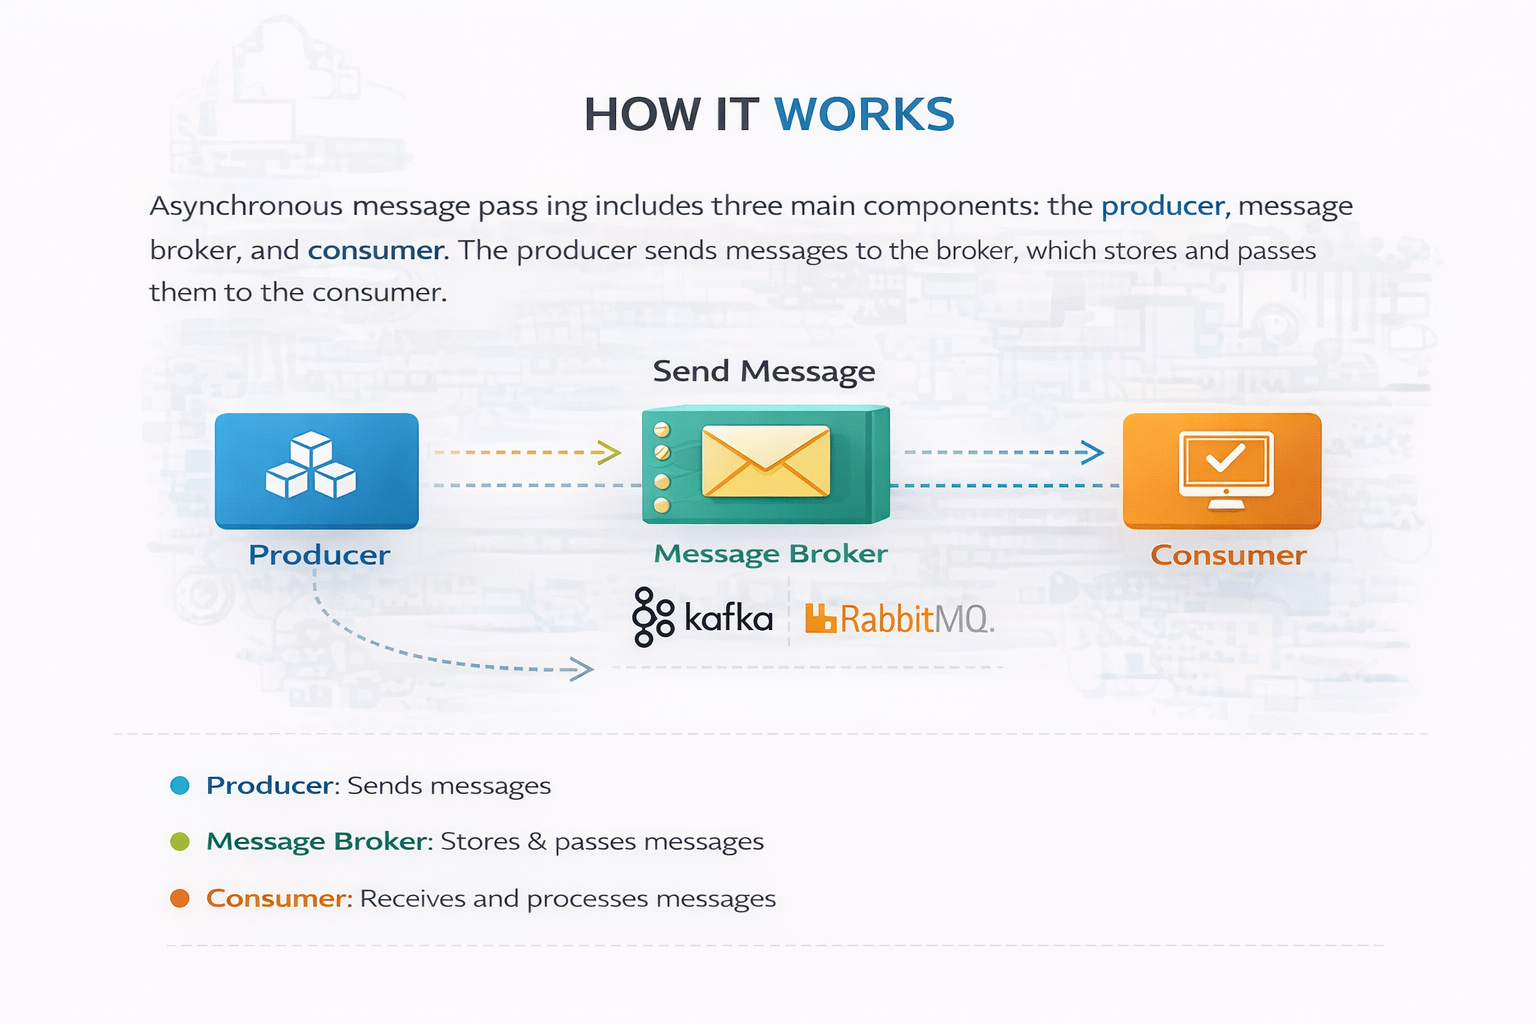 HOW IT WORKS
Asynchronous message pass ing includes three main components: the producer, message
broker, and consumer. The producer sends messages to the broker, which stores and passes
them to the consumer.
Send Message
Producer
Message Broker
Consumer
kafka
RabbitMQ.
Producer: Sends messages
Message Broker: Stores & passes messages
Consumer: Receives and processes messages